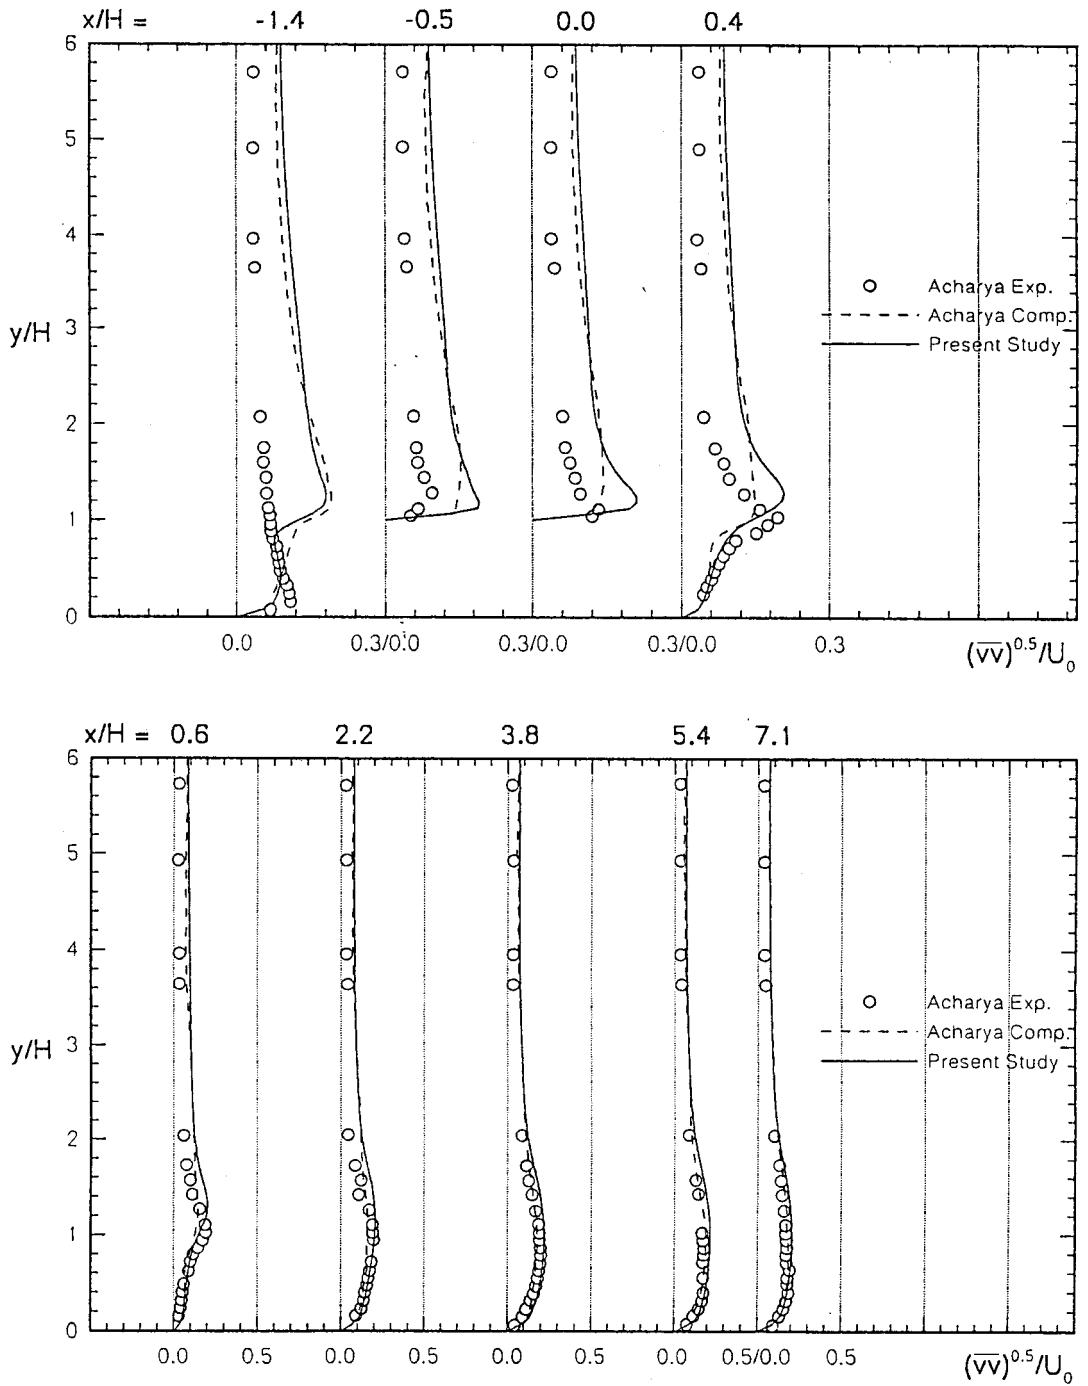 x/H = -1.4 -0.5 0.0 0.4
6
5
4
y/H
3
2
1
0
Acharya Exp.
Acharya Comp.
Present Study
0.0 0.3/0.0 0.3/0.0 0.3/0.0 0.3 (v̅v̅)^0.5/U₀
x/H = 0.6 2.2 3.8 5.4 7.1
6
5
4
y/H
3
2
1
0
Acharya Exp.
Acharya Comp.
Present Study
0.0 0.5 0.0 0.5 0.0 0.5 0.0 0.5/0.0 0.5 (v̅v̅)^0.5/U₀